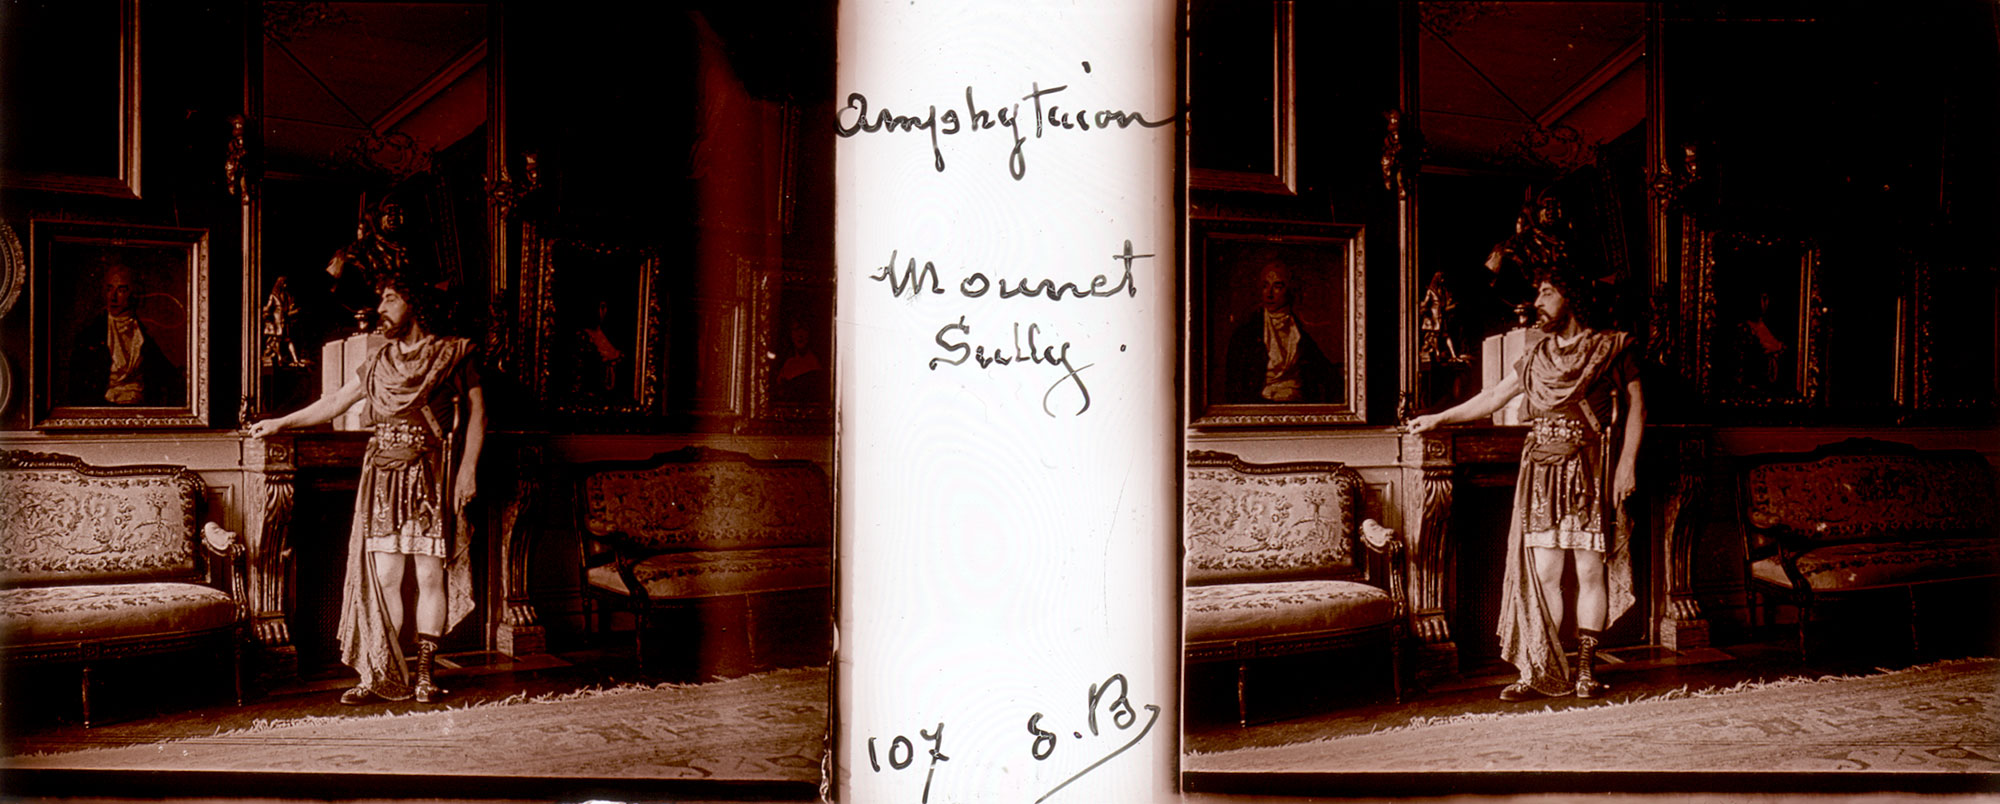 Amphytrion
Mounet
Sully.
107 S.B